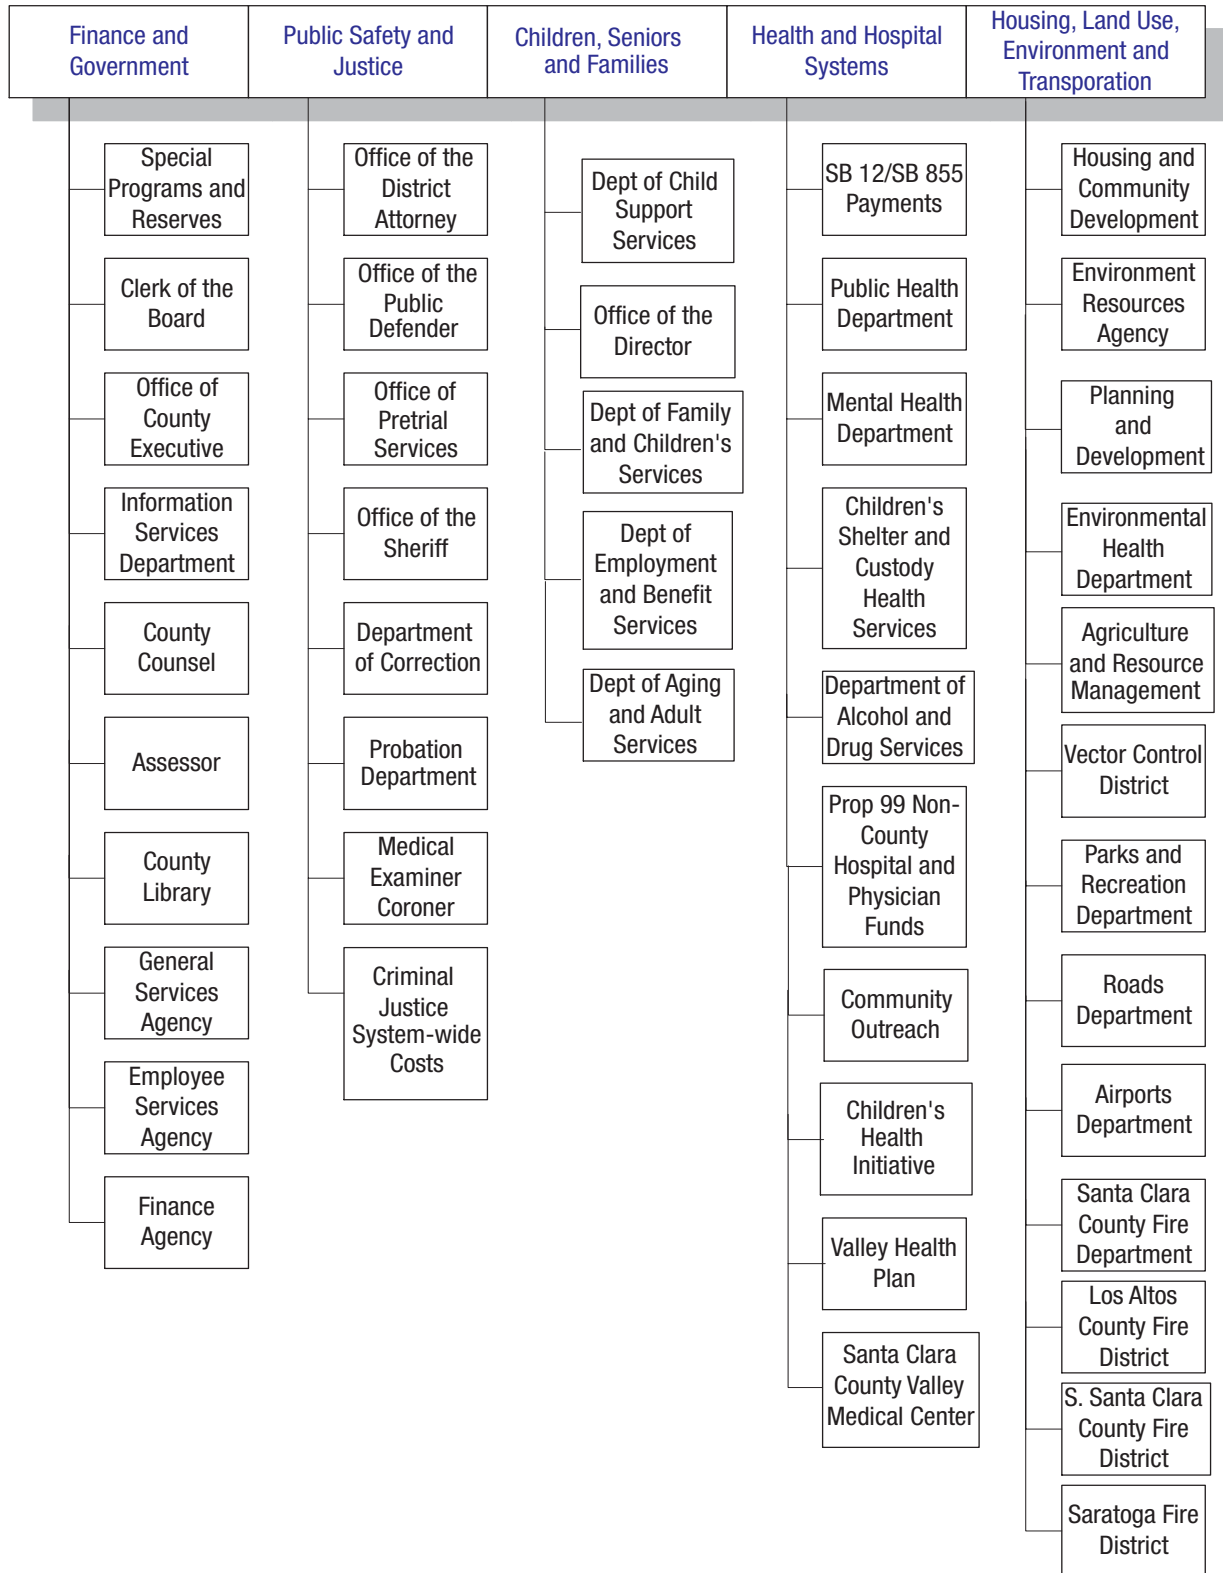 Finance and
Government
Public Safety and
Justice
Children, Seniors
and Families
Health and Hospital
Systems
Housing, Land Use,
Environment and
Transporation
Special
Programs and
Reserves
Clerk of the
Board
Office of
County
Executive
Information
Services
Department
County
Counsel
Assessor
County
Library
General
Services
Agency
Employee
Services
Agency
Finance
Agency
Office of the
District
Attorney
Office of the
Public
Defender
Office of
Pretrial
Services
Office of the
Sheriff
Department
of Correction
Probation
Department
Medical
Examiner
Coroner
Criminal
Justice
System-wide
Costs
Dept of Child
Support
Services
Office of the
Director
Dept of Family
and Children's
Services
Dept of
Employment
and Benefit
Services
Dept of Aging
and Adult
Services
SB 12/SB 855
Payments
Public Health
Department
Mental Health
Department
Children's
Shelter and
Custody
Health
Services
Department of
Alcohol and
Drug Services
Prop 99 Non-
County
Hospital and
Physician
Funds
Community
Outreach
Children's
Health
Initiative
Valley Health
Plan
Santa Clara
County Valley
Medical Center
Housing and
Community
Development
Environment
Resources
Agency
Planning
and
Development
Environmental
Health
Department
Agriculture
and Resource
Management
Vector Control
District
Parks and
Recreation
Department
Roads
Department
Airports
Department
Santa Clara
County Fire
Department
Los Altos
County Fire
District
S. Santa Clara
County Fire
District
Saratoga Fire
District